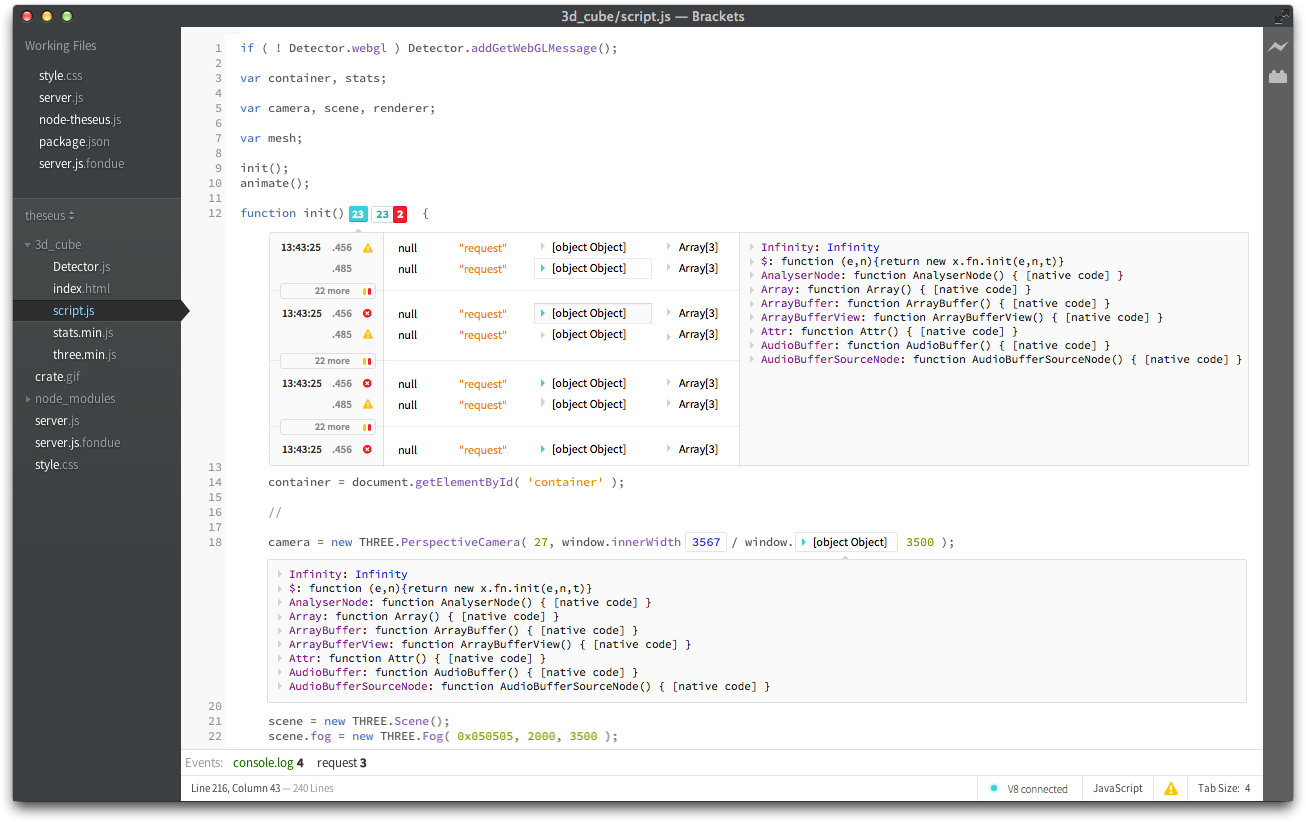 3d_cube/script.js — Brackets
Working Files
style.css
server.js
node-theseus.js
package.json
server.js.fondue
theseus
3d_cube
Detector.js
index.html
script.js
stats.min.js
three.min.js
crate.gif
node_modules
server.js
server.js.fondue
style.css
1 if ( ! Detector.webgl ) Detector.addGetWebGLMessage();
2
3 var container, stats;
4
5 var camera, scene, renderer;
6
7 var mesh;
8
9 init();
10 animate();
11
12 function init() 23 23 2 {
13:43:25 .456 null "request" [object Object] Array[3]
.485 null "request" [object Object] Array[3]
22 more
13:43:25 .456 null "request" [object Object] Array[3]
.485 null "request" [object Object] Array[3]
22 more
13:43:25 .456 null "request" [object Object] Array[3]
.485 null "request" [object Object] Array[3]
22 more
13:43:25 .456 null "request" [object Object] Array[3]
Infinity: Infinity
$: function (e,n){return new x.fn.init(e,n,t)}
AnalyserNode: function AnalyserNode() { [native code] }
Array: function Array() { [native code] }
ArrayBuffer: function ArrayBuffer() { [native code] }
ArrayBufferView: function ArrayBufferView() { [native code] }
Attr: function Attr() { [native code] }
AudioBuffer: function AudioBuffer() { [native code] }
AudioBufferSourceNode: function AudioBufferSourceNode() { [native code] }
13
14 container = document.getElementById( 'container' );
15
16 //
17
18 camera = new THREE.PerspectiveCamera( 27, window.innerWidth 3567 / window. [object Object] 3500 );
Infinity: Infinity
$: function (e,n){return new x.fn.init(e,n,t)}
AnalyserNode: function AnalyserNode() { [native code] }
Array: function Array() { [native code] }
ArrayBuffer: function ArrayBuffer() { [native code] }
ArrayBufferView: function ArrayBufferView() { [native code] }
Attr: function Attr() { [native code] }
AudioBuffer: function AudioBuffer() { [native code] }
AudioBufferSourceNode: function AudioBufferSourceNode() { [native code] }
20
21 scene = new THREE.Scene();
22 scene.fog = new THREE.Fog( 0x050505, 2000, 3500 );
Events: console.log 4 request 3
Line 216, Column 43 — 240 Lines
V8 connected
JavaScript
Tab Size: 4